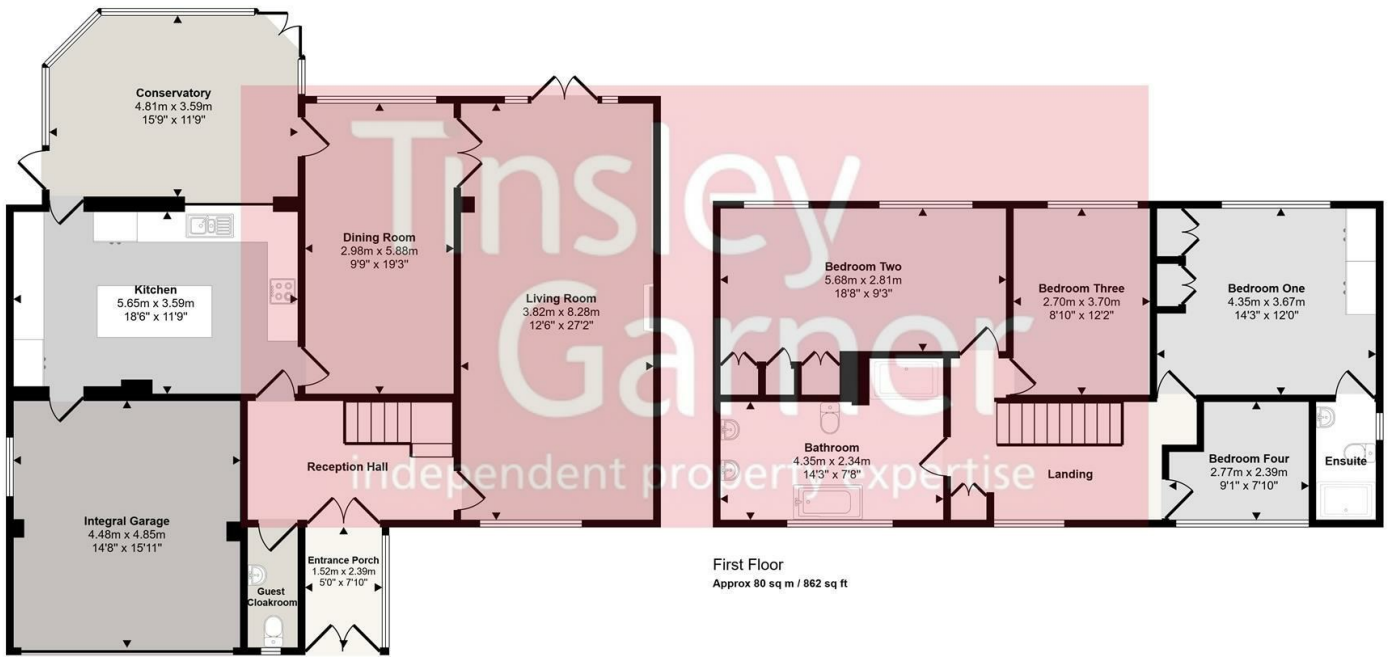 Conservatory
4.81m x 3.59m
15'9" x 11'9"
Kitchen
5.65m x 3.59m
18'6" x 11'9"
Dining Room
2.98m x 5.88m
9'9" x 19'3"
Living Room
3.82m x 8.28m
12'6" x 27'2"
Reception Hall
Integral Garage
4.48m x 4.85m
14'8" x 15'11"
Guest
Cloakroom
Entrance Porch
1.52m x 2.39m
5'0" x 7'10"
Tinsley
Garner
independent property expertise
Bedroom Two
5.68m x 2.81m
18'8" x 9'3"
Bedroom Three
2.70m x 3.70m
8'10" x 12'2"
Bedroom One
4.35m x 3.67m
14'3" x 12'0"
Bathroom
4.35m x 2.34m
14'3" x 7'8"
Landing
Bedroom Four
2.77m x 2.39m
9'1" x 7'10"
Ensuite
First Floor
Approx 80 sq m / 862 sq ft